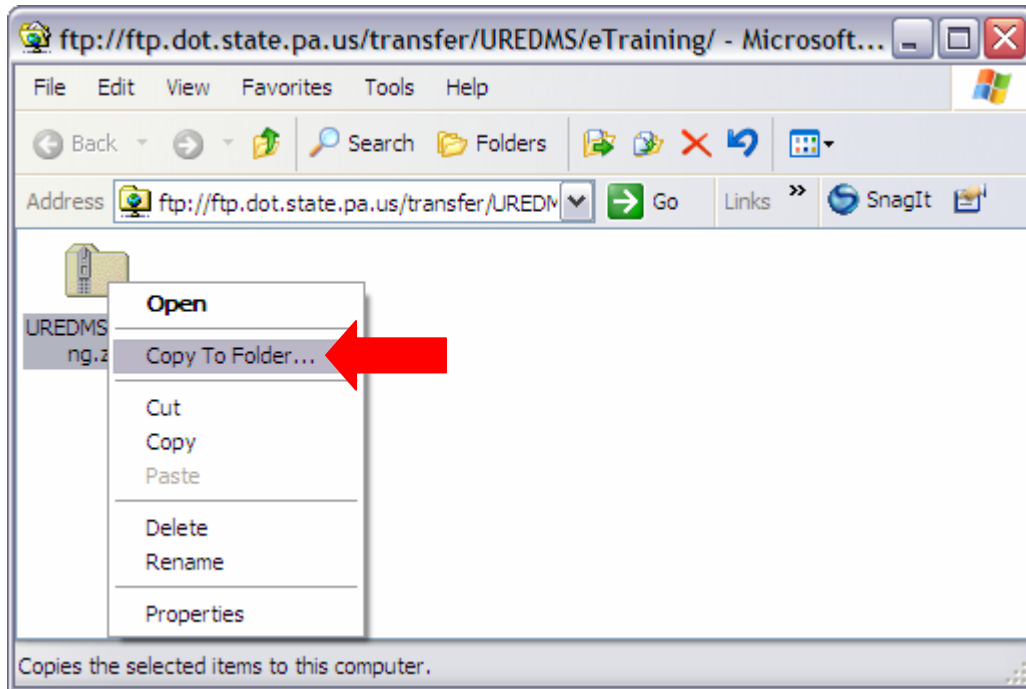 ftp://ftp.dot.state.pa.us/transfer/UREDMS/eTraining/ - Microsoft...
File Edit View Favorites Tools Help
Back Search Folders
Address ftp://ftp.dot.state.pa.us/transfer/UREDM Go Links » SnagIt
UREDMS
ng.z
Open
Copy To Folder...
Cut
Copy
Paste
Delete
Rename
Properties
Copies the selected items to this computer.